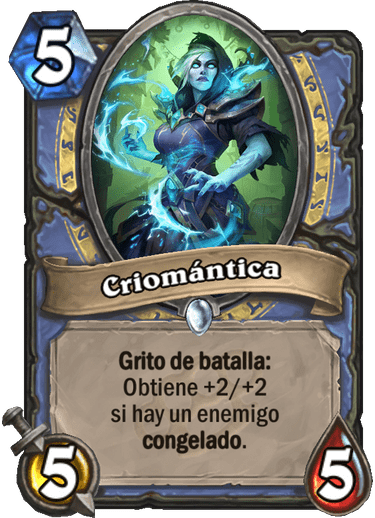 5
Criomántica
Grito de batalla:
Obtiene +2/+2
si hay un enemigo
congelado.
5
5